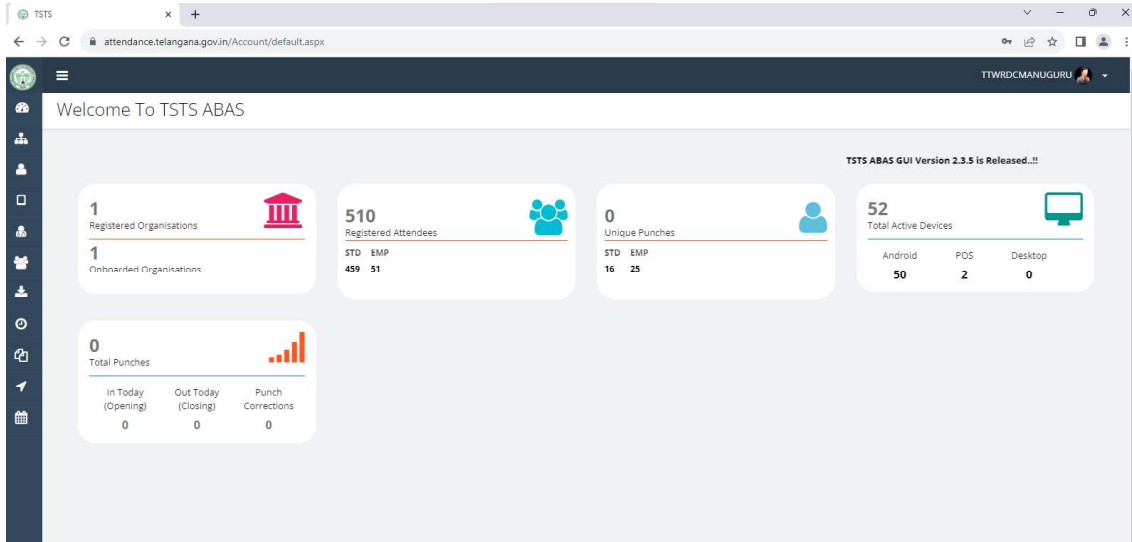 TSTS
attendance.telangana.gov.in/Account/default.aspx
TTWRDCMANUGURU
Welcome To TSTS ABAS
TSTS ABAS GUI Version 2.3.5 is Released..!!
1
Registered Organisations
1
Onboarded Organisations
510
Registered Attendees
STD EMP
459 51
0
Unique Punches
STD EMP
16 25
52
Total Active Devices
Android POS Desktop
50 2 0
0
Total Punches
In Today Out Today Punch
(Opening) (Closing) Corrections
0 0 0